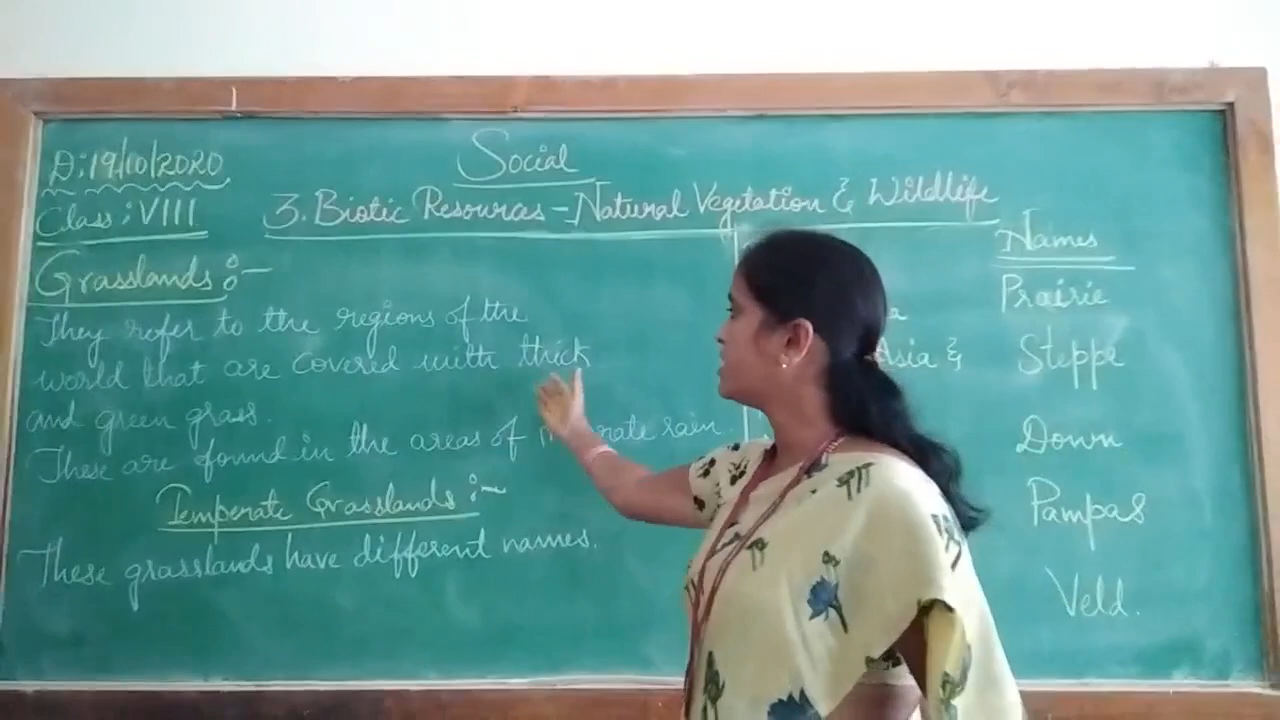 D:19/10/2020
Social
Class:VIII
3. Biotic Resources - Natural Vegetation & Wildlife
Grasslands :-
They refer to the regions of the
world that are covered with thick
and green grass.
These are found in the areas of rain.
Temperate Grasslands :-
These grasslands have different names.
Names
Prairie
Asia & Steppe
Down
Pampas
Veld.